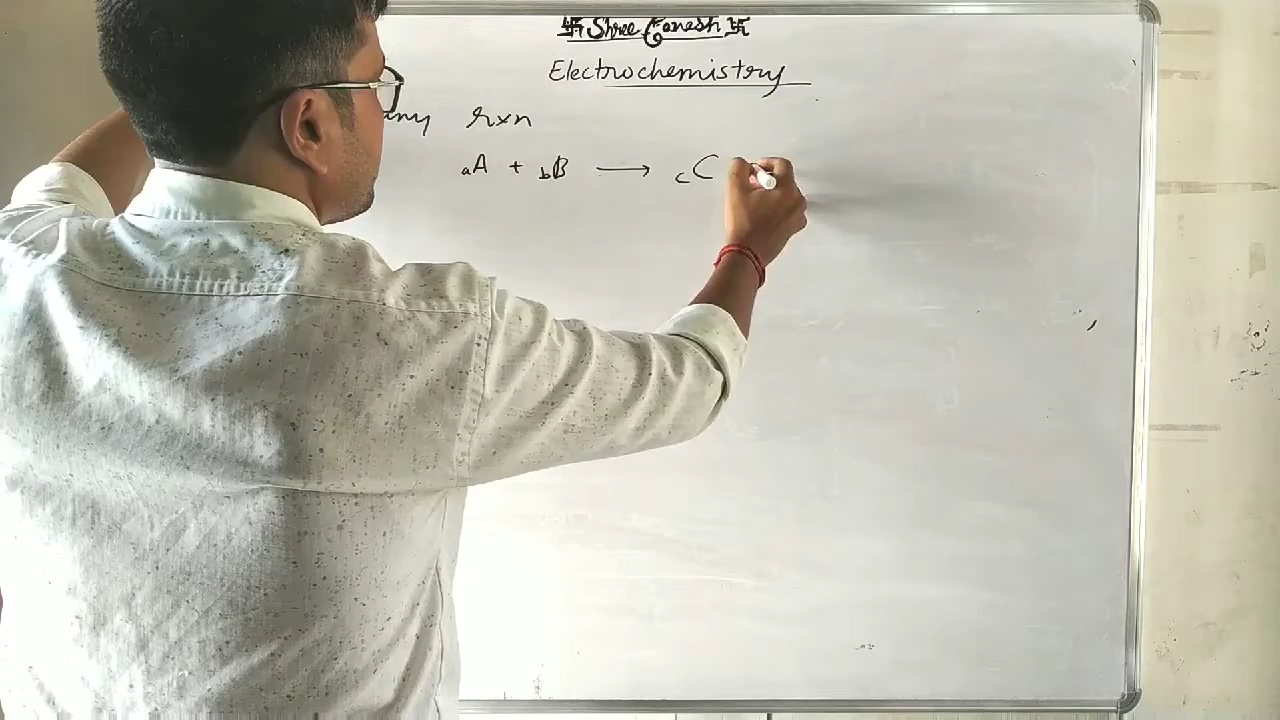 卐 Shree Ganesh 卐
Electrochemistry
any rxn
aA + bB ⟶ cC